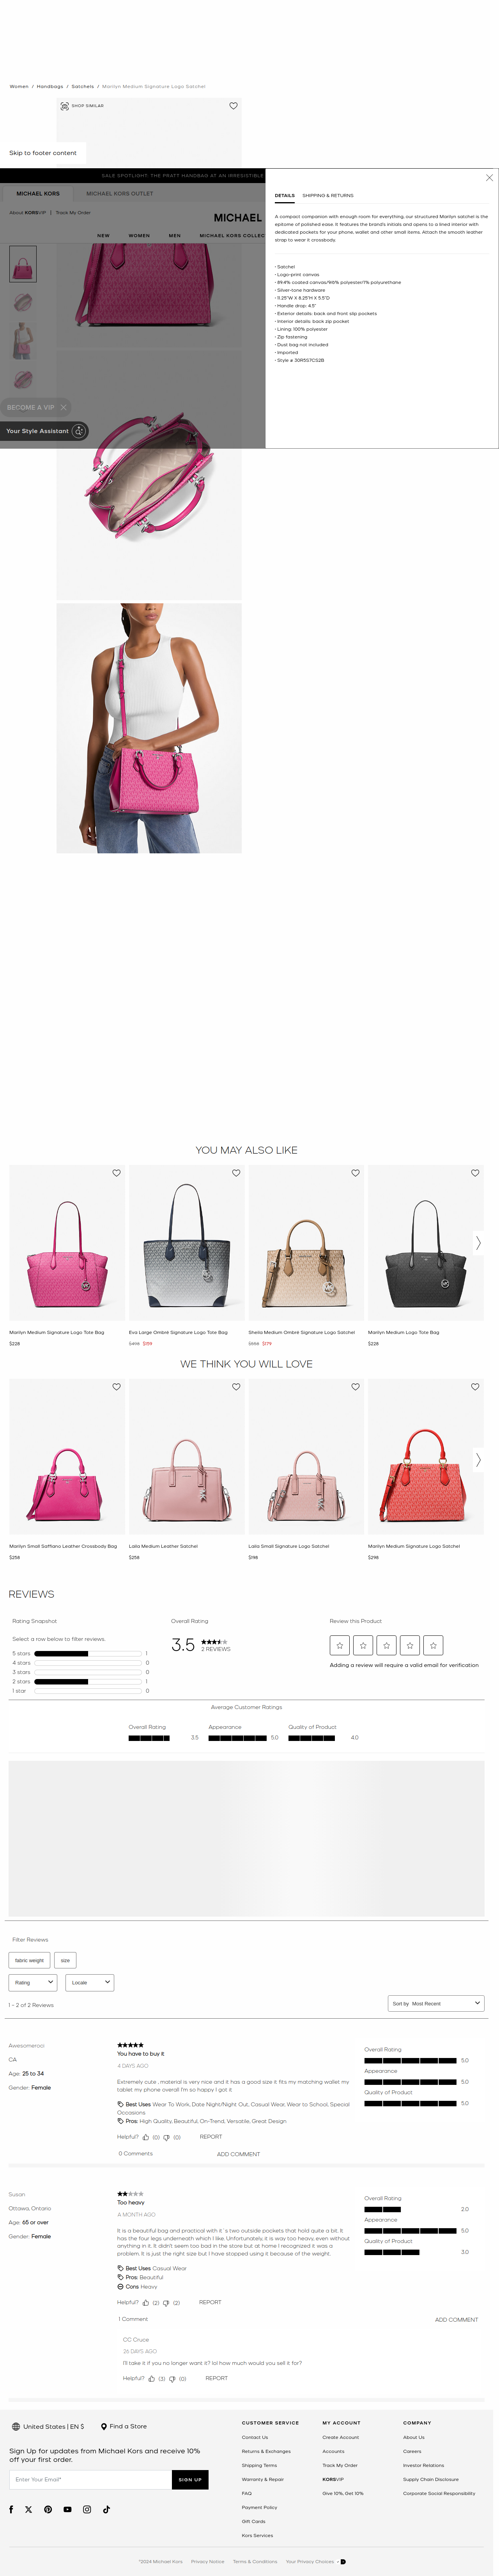 Women / Handbags / Satchels / Marilyn Medium Signature Logo Satchel
SHOP SIMILAR
Skip to footer content
SALE SPOTLIGHT: THE PRATT HANDBAG AT AN IRRESISTIBLE
MICHAEL KORS
MICHAEL KORS OUTLET
About KORSVIP | Track My Order
MICHAEL
NEW
WOMEN
MEN
MICHAEL KORS COLLEC
BECOME A VIP
Your Style Assistant
DETAILS
SHIPPING & RETURNS
A compact companion with enough room for everything, our structured Marilyn satchel is the
epitome of polished ease. It features the brand's initials and opens to a lined interior with
dedicated pockets for your phone, wallet and other small items. Attach the smooth leather
strap to wear it crossbody.
• Satchel
• Logo-print canvas
• 89.4% coated canvas/9.6% polyester/1% polyurethane
• Silver-tone hardware
• 11.25"W X 8.25"H X 5.5"D
• Handle drop: 4.5"
• Exterior details: back and front slip pockets
• Interior details: back zip pocket
• Lining: 100% polyester
• Zip fastening
• Dust bag not included
• Imported
• Style # 30R5S7CS2B
YOU MAY ALSO LIKE
Marilyn Medium Signature Logo Tote Bag
$228
Eva Large Ombré Signature Logo Tote Bag
$159
Sheila Medium Ombré Signature Logo Satchel
$179
Marilyn Medium Logo Tote Bag
$228
WE THINK YOU WILL LOVE
Marilyn Small Saffiano Leather Crossbody Bag
$258
Laila Medium Leather Satchel
$258
Laila Small Signature Logo Satchel
$198
Marilyn Medium Signature Logo Satchel
$298
REVIEWS
Rating Snapshot
Select a row below to filter reviews.
5 stars 1
4 stars 0
3 stars 0
2 stars 1
1 star 0
Overall Rating
3.5
2 REVIEWS
Review this Product
Adding a review will require a valid email for verification
Average Customer Ratings
Overall Rating 3.5
Appearance 5.0
Quality of Product 4.0
Filter Reviews
fabric weight
size
Rating
Locale
1 – 2 of 2 Reviews
Sort by Most Recent
Awesomerooi
CA
Age: 25 to 34
Gender: Female
You have to buy it
4 DAYS AGO
Extremely cute , material is very nice and it has a good size it fits my matching wallet my
tablet my phone overall I'm so happy I got it
Best Uses Wear To Work, Date Night/Night Out, Casual Wear, Wear to School, Special
Occasions
Pros: High Quality, Beautiful, On-Trend, Versatile, Great Design
Helpful? (0) (0) REPORT
0 Comments
ADD COMMENT
Overall Rating
5.0
Appearance
5.0
Quality of Product
5.0
Susan
Ottawa, Ontario
Age: 65 or over
Gender: Female
Too heavy
A MONTH AGO
It is a beautiful bag and practical with it' s two outside pockets that hold quite a bit. It
has the four legs underneath which I like. Unfortunately, it is way too heavy, even without
anything in it. It didn't seem too bad in the store but at home I recognized it was a
problem. It is just the right size but I have stopped using it because of the weight.
Best Uses Casual Wear
Pros: Beautiful
Cons Heavy
Helpful? (2) (2) REPORT
1 Comment
ADD COMMENT
Overall Rating
2.0
Appearance
5.0
Quality of Product
3.0
CC Cruise
26 DAYS AGO
I'll take it if you no longer want it? lol how much would you sell it for?
Helpful? (3) (0) REPORT
United States | EN $
Find a Store
Sign Up for updates from Michael Kors and receive 10%
off your first order.
Enter Your Email*
SIGN UP
CUSTOMER SERVICE
Contact Us
Returns & Exchanges
Shipping Terms
Warranty & Repair
FAQ
Payment Policy
Gift Cards
Kors Services
MY ACCOUNT
Create Account
Accounts
Track My Order
KORSVIP
Give 10%, Get 10%
COMPANY
About Us
Careers
Investor Relations
Supply Chain Disclosure
Corporate Social Responsibility
©2024 Michael Kors
Privacy Notice
Terms & Conditions
Your Privacy Choices